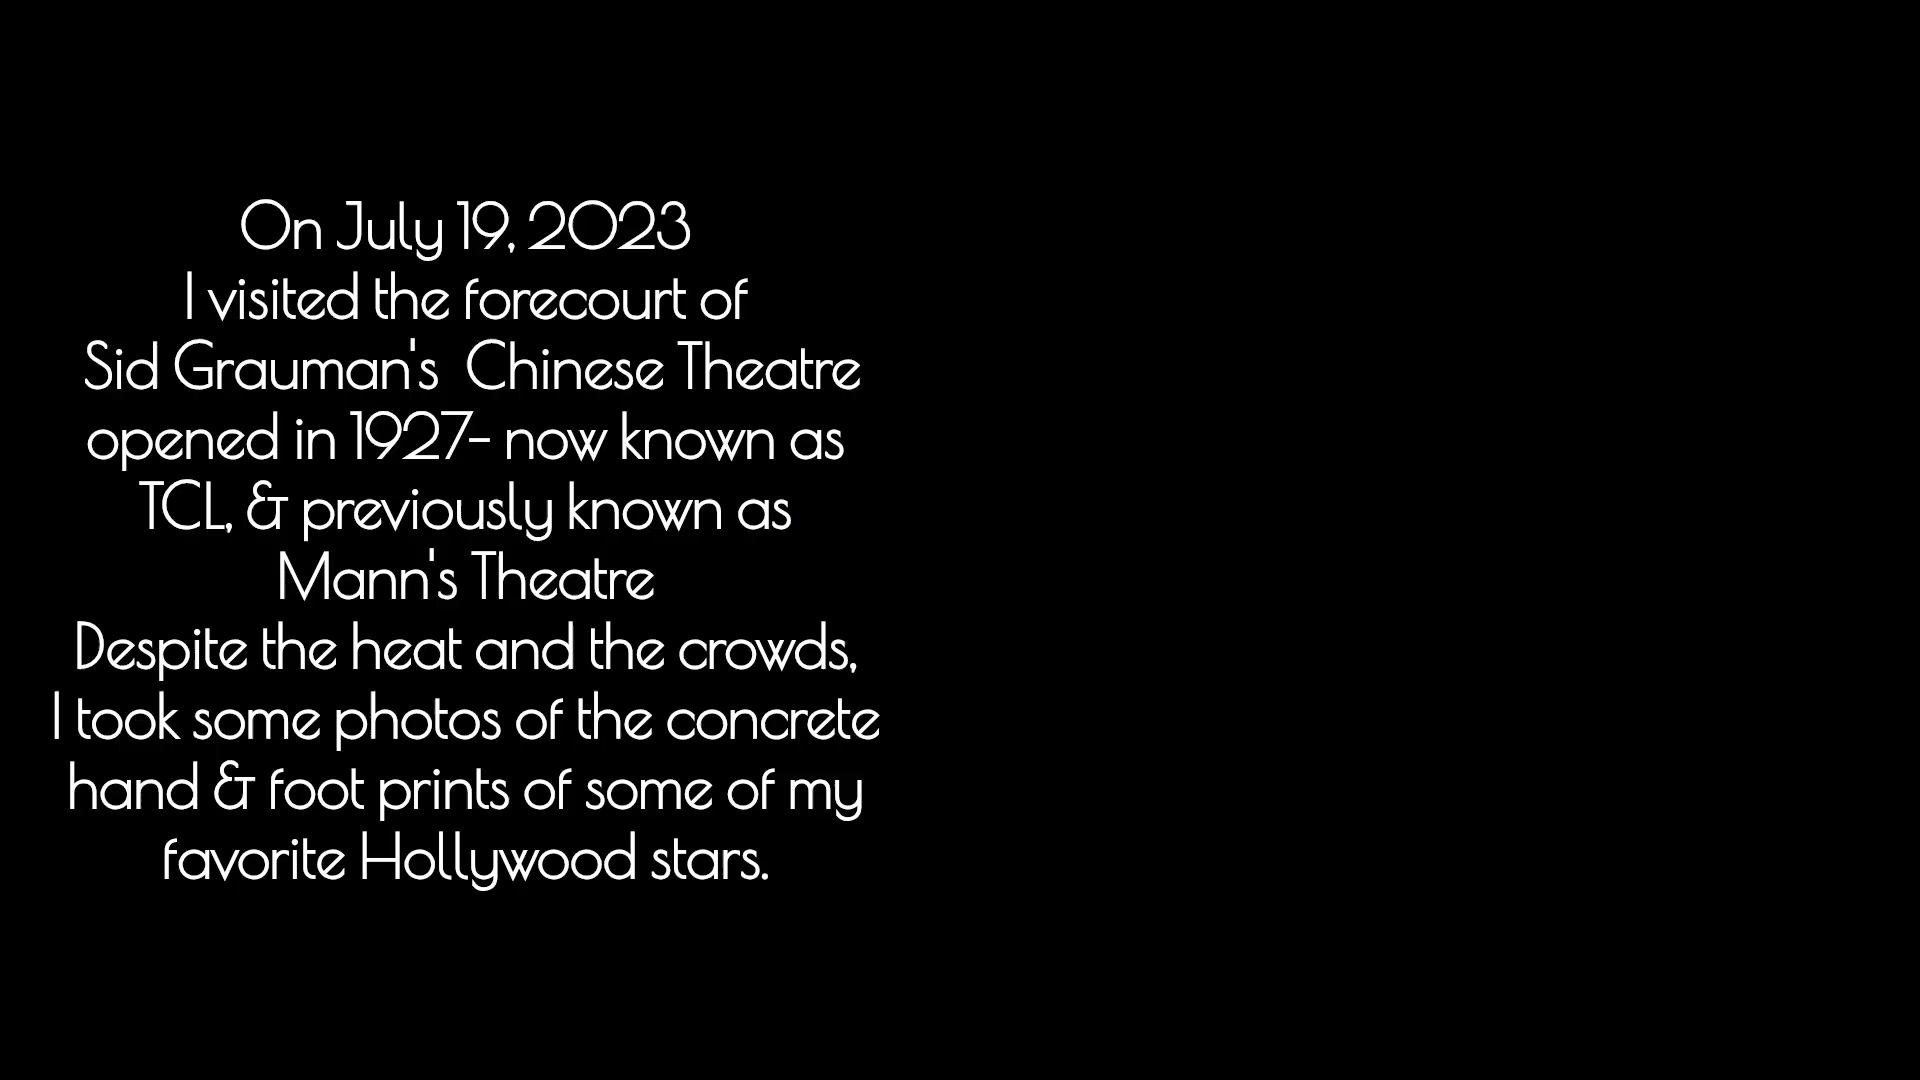 On July 19, 2023
I visited the forecourt of
Sid Grauman's  Chinese Theatre
opened in 1927- now known as
TCL, & previously known as
Mann's Theatre
Despite the heat and the crowds,
I took some photos of the concrete
hand & foot prints of some of my
favorite Hollywood stars.